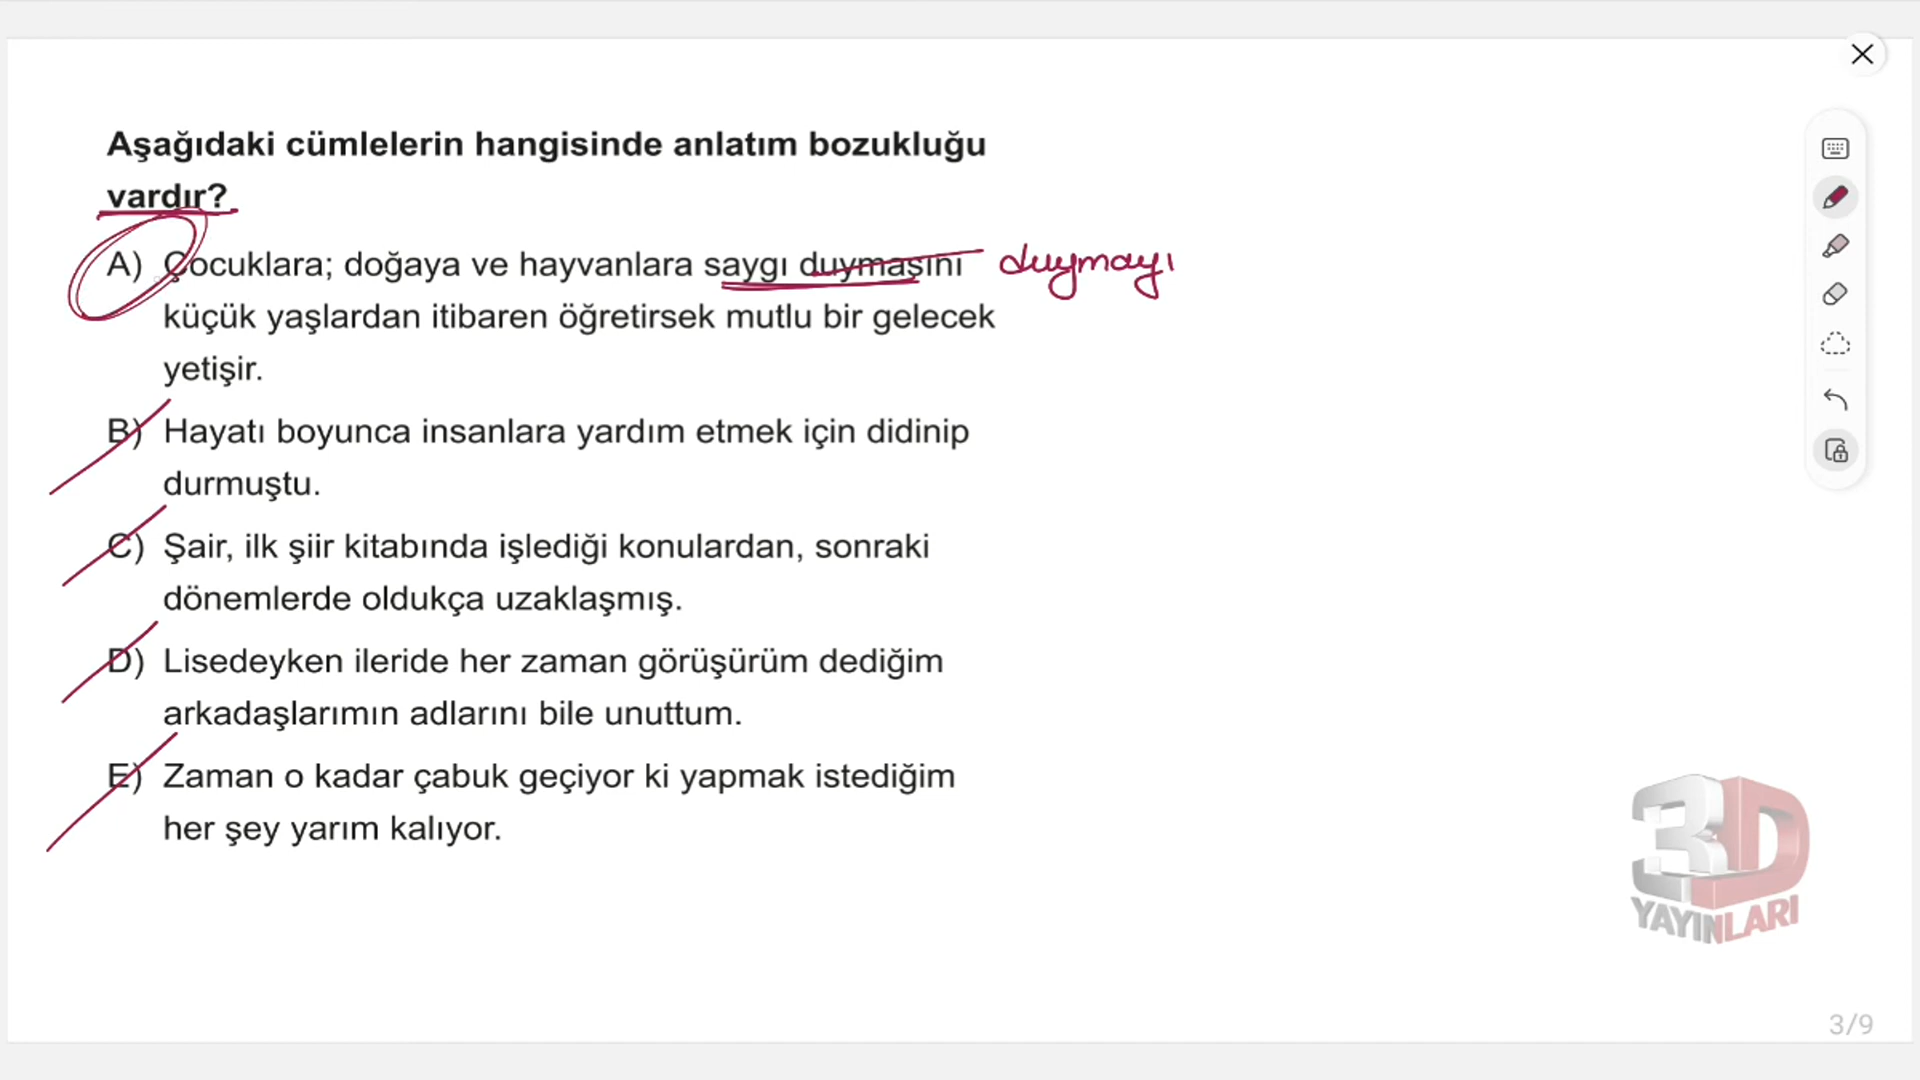 Aşağıdaki cümlelerin hangisinde anlatım bozukluğu
vardır?
A) Çocuklara; doğaya ve hayvanlara saygı duymasını duymayı
küçük yaşlardan itibaren öğretirsek mutlu bir gelecek
yetişir.
B) Hayatı boyunca insanlara yardım etmek için didinip
durmuştu.
C) Şair, ilk şiir kitabında işlediği konulardan, sonraki
dönemlerde oldukça uzaklaşmış.
D) Lisedeyken ileride her zaman görüşürüm dediğim
arkadaşlarımın adlarını bile unuttum.
E) Zaman o kadar çabuk geçiyor ki yapmak istediğim
her şey yarım kalıyor.
3D
YAYINLARI
3/9